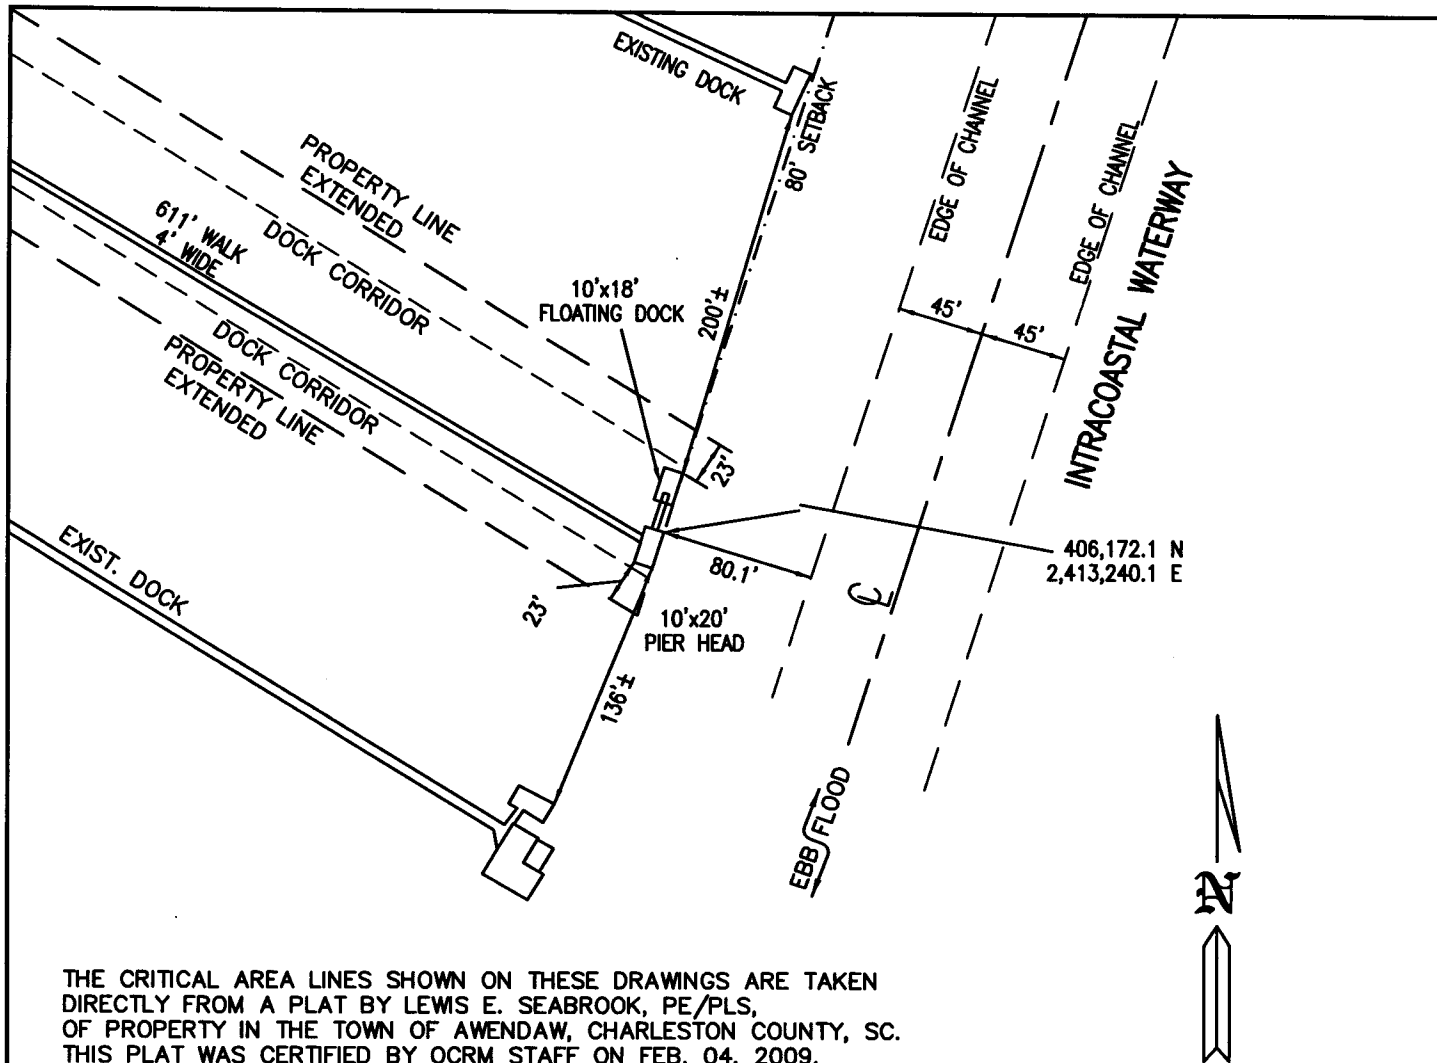 EXISTING DOCK
80' SETBACK
EDGE OF CHANNEL
EDGE OF CHANNEL
INTRACOASTAL WATERWAY
PROPERTY LINE
EXTENDED
DOCK CORRIDOR
611' WALK
4' WIDE
10'x18'
FLOATING DOCK
200'±
45'
45'
DOCK CORRIDOR
PROPERTY LINE
EXTENDED
23'
406,172.1 N
2,413,240.1 E
80.1'
EXIST. DOCK
23'
10'x20'
PIER HEAD
CL
136'±
EBB FLOOD
N
THE CRITICAL AREA LINES SHOWN ON THESE DRAWINGS ARE TAKEN
DIRECTLY FROM A PLAT BY LEWIS E. SEABROOK, PE/PLS,
OF PROPERTY IN THE TOWN OF AWENDAW, CHARLESTON COUNTY, SC.
THIS PLAT WAS CERTIFIED BY OCRM STAFF ON FEB. 04, 2009.